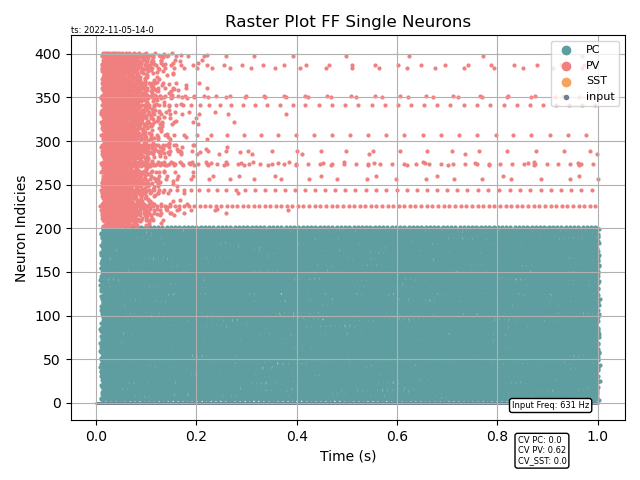 Raster Plot FF Single Neurons
ts: 2022-11-05-14-0
PC
PV
SST
input
400
350
300
250
200
150
100
50
0
Neuron Indicies
Input Freq: 631 Hz
0.0 0.2 0.4 0.6 0.8 1.0
Time (s)
CV PC: 0.0
CV PV: 0.62
CV_SST: 0.0